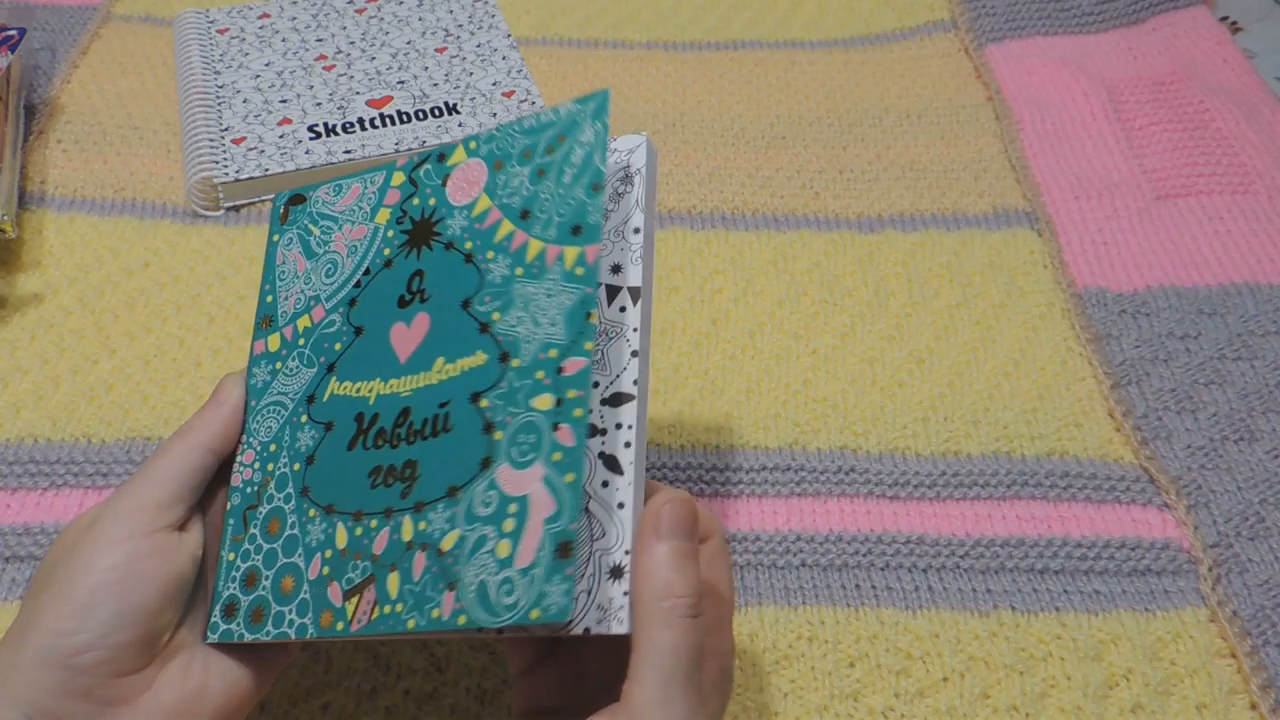 Sketchbook
Я
раскрашивать
Новый
год